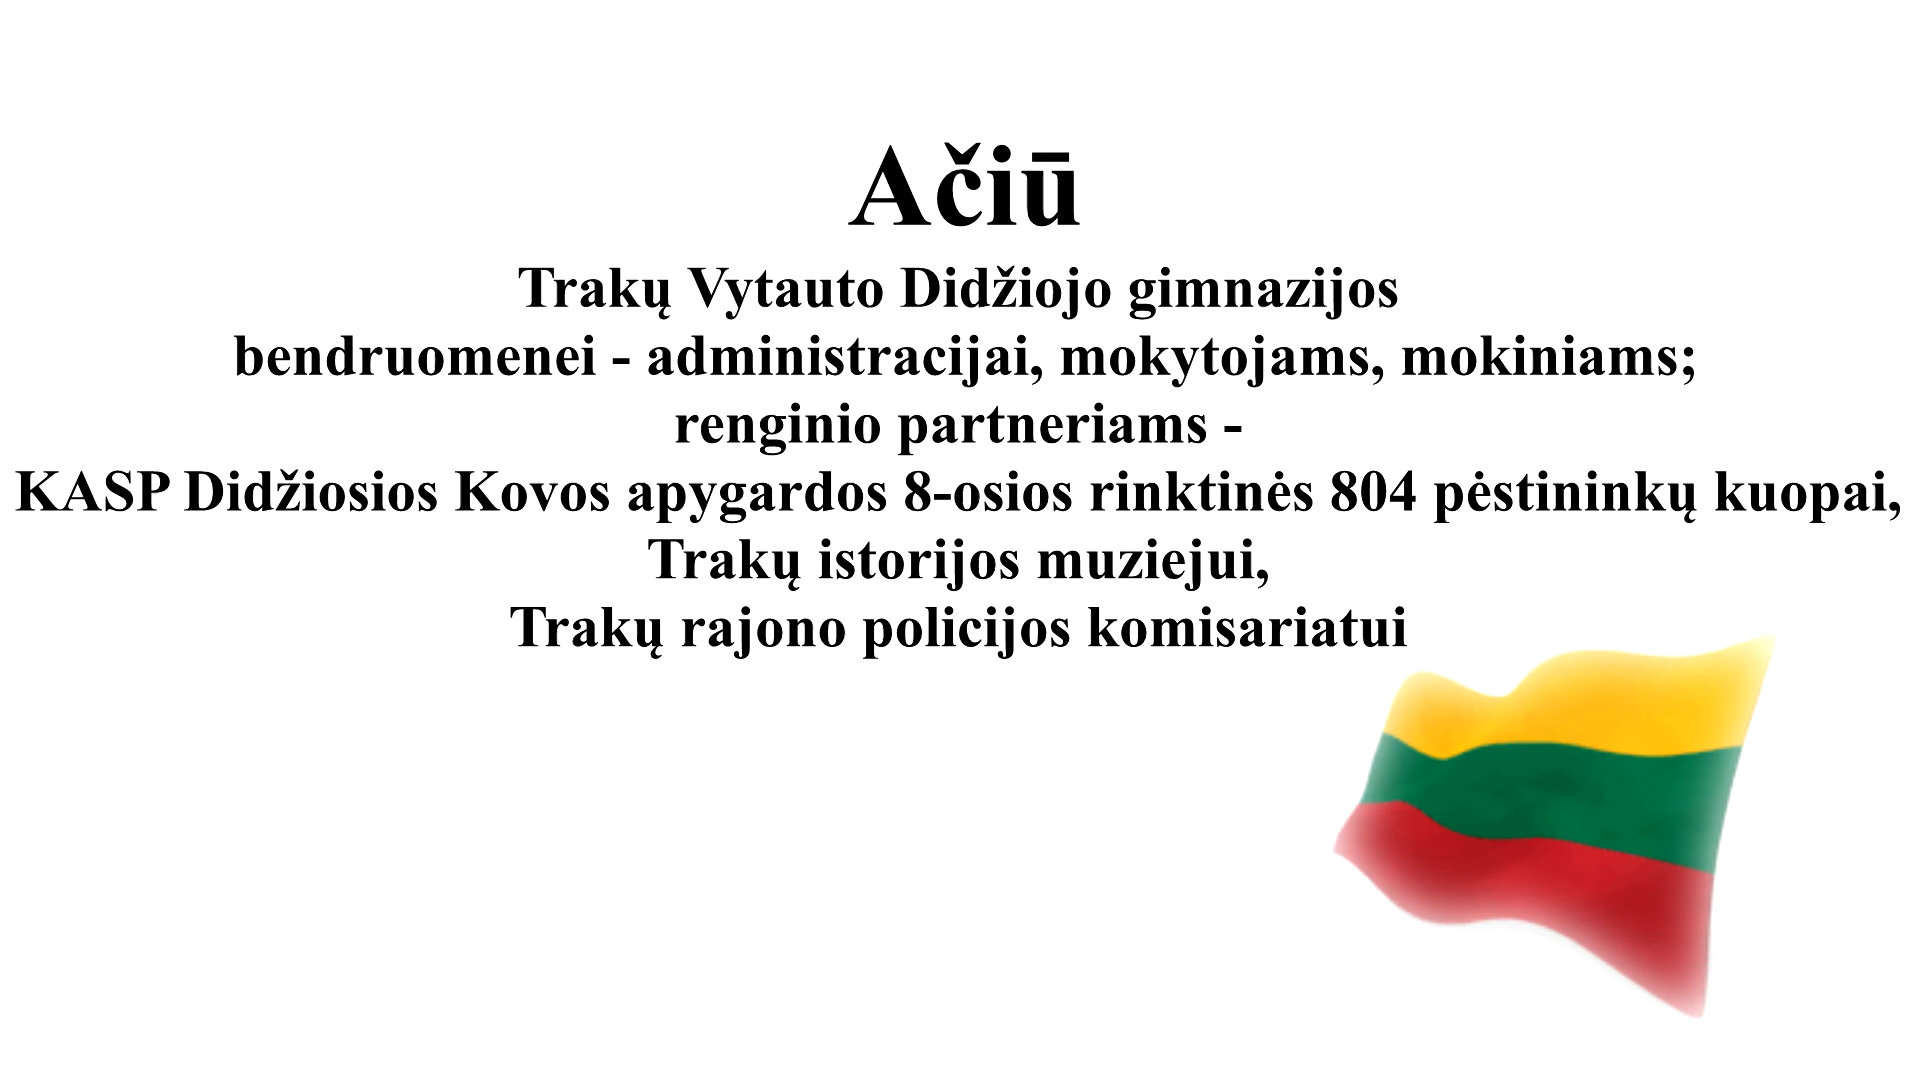 Ačiū
Trakų Vytauto Didžiojo gimnazijos
bendruomenei - administracijai, mokytojams, mokiniams;
renginio partneriams -
KASP Didžiosios Kovos apygardos 8-osios rinktinės 804 pėstininkų kuopai,
Trakų istorijos muziejui,
Trakų rajono policijos komisariatui